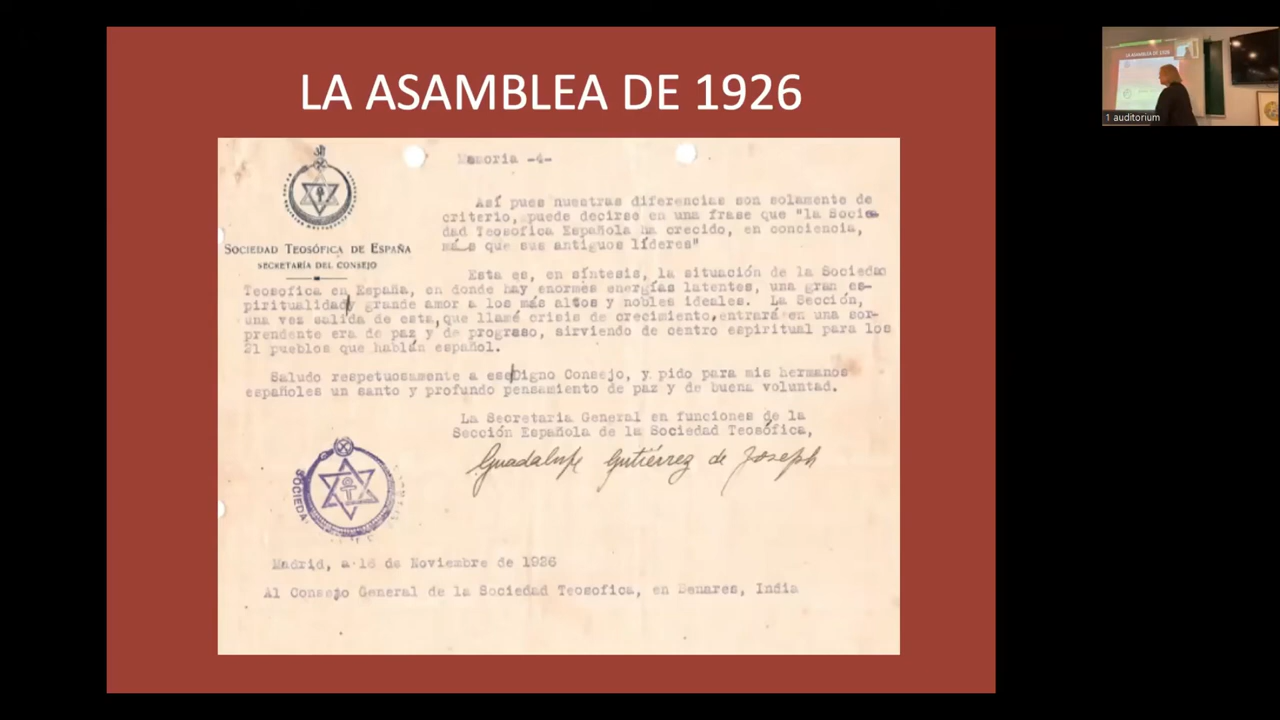 LA ASAMBLEA DE 1926
Memoria -4-
SOCIEDAD TEOSÓFICA DE ESPAÑA
SECRETARÍA DEL CONSEJO
Así pues nuestras diferencias son solamente de
criterio, puede decirse en una frase que "la Socie-
dad Teosofica Española ha crecido, en conciencia,
más que sus antiguos líderes"
Esta es, en síntesis, la situación de la Sociedad
Teosofica en España, en donde hay enormes energías latentes, una gran es-
piritualidad y grande amor a los más altos y nobles ideales. La Sección,
una vez salida de esta, que llamé crisis de crecimiento, entrará en una sor-
prendente era de paz y de progreso, sirviendo de centro espiritual para los
21 pueblos que hablan español.
Saludo respetuosamente a ese Digno Consejo, y pido para mis hermanos
españoles un santo y profundo pensamiento de paz y de buena voluntad.
La Secretaria General en funciones de la
Sección Española de la Sociedad Teosófica,
Guadalupe Gutiérrez de Joseph
SOCIEDA
Madrid, a 16 de Noviembre de 1926
Al Consejo General de la Sociedad Teosofica, en Benares, India
LA ASAMBLEA DE 1926
1 auditorium